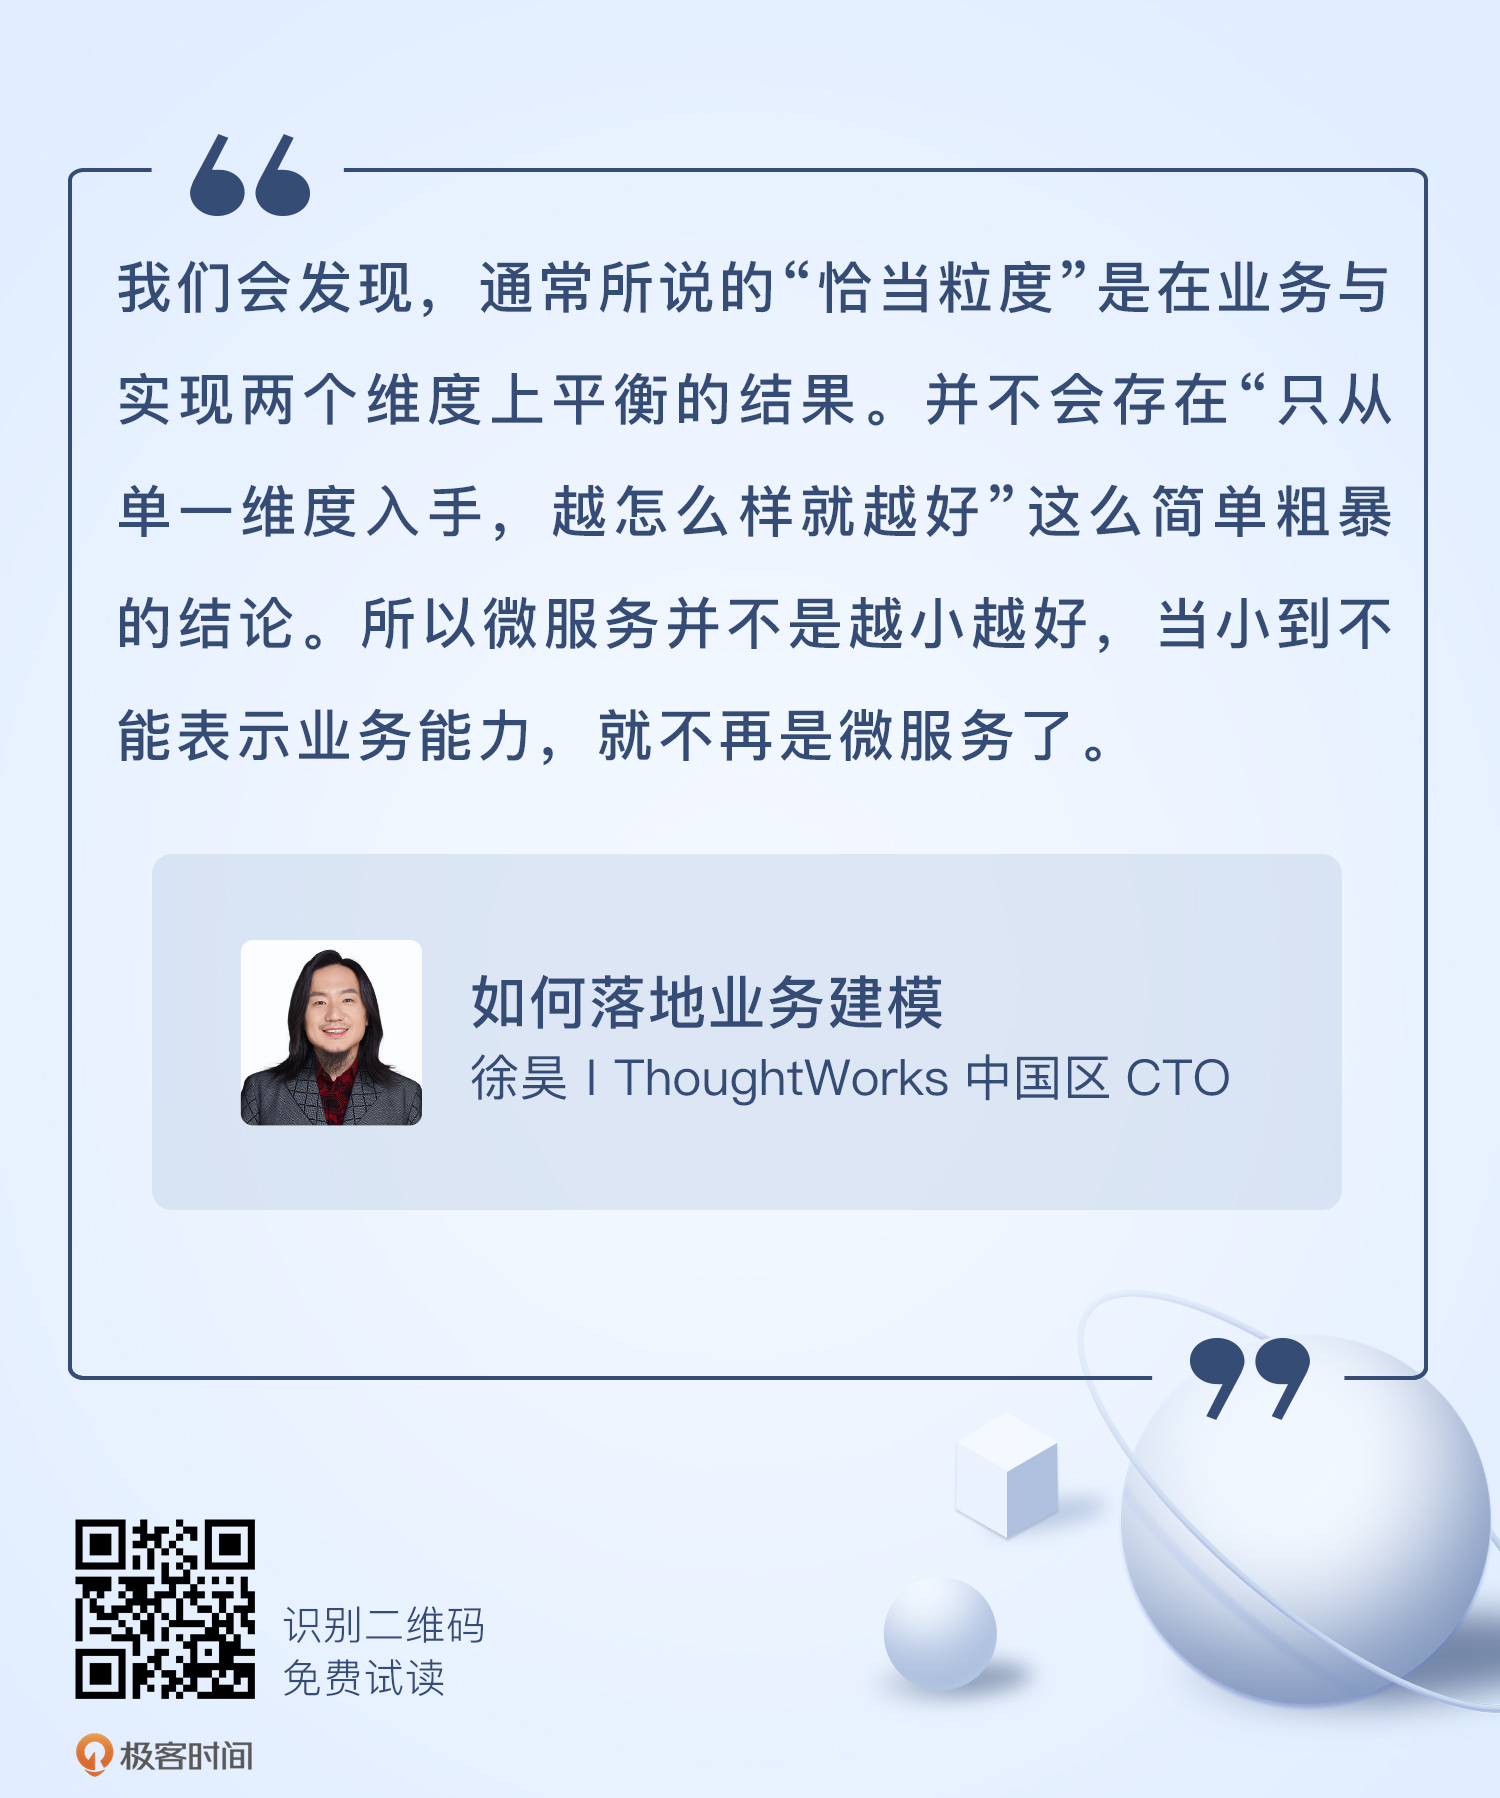 我们会发现，通常所说的“恰当粒度”是在业务与
实现两个维度上平衡的结果。并不会存在“只从
单一维度入手，越怎么样就越好”这么简单粗暴
的结论。所以微服务并不是越小越好，当小到不
能表示业务能力，就不再是微服务了。
如何落地业务建模
徐昊 | ThoughtWorks 中国区 CTO
识别二维码
免费试读
极客时间